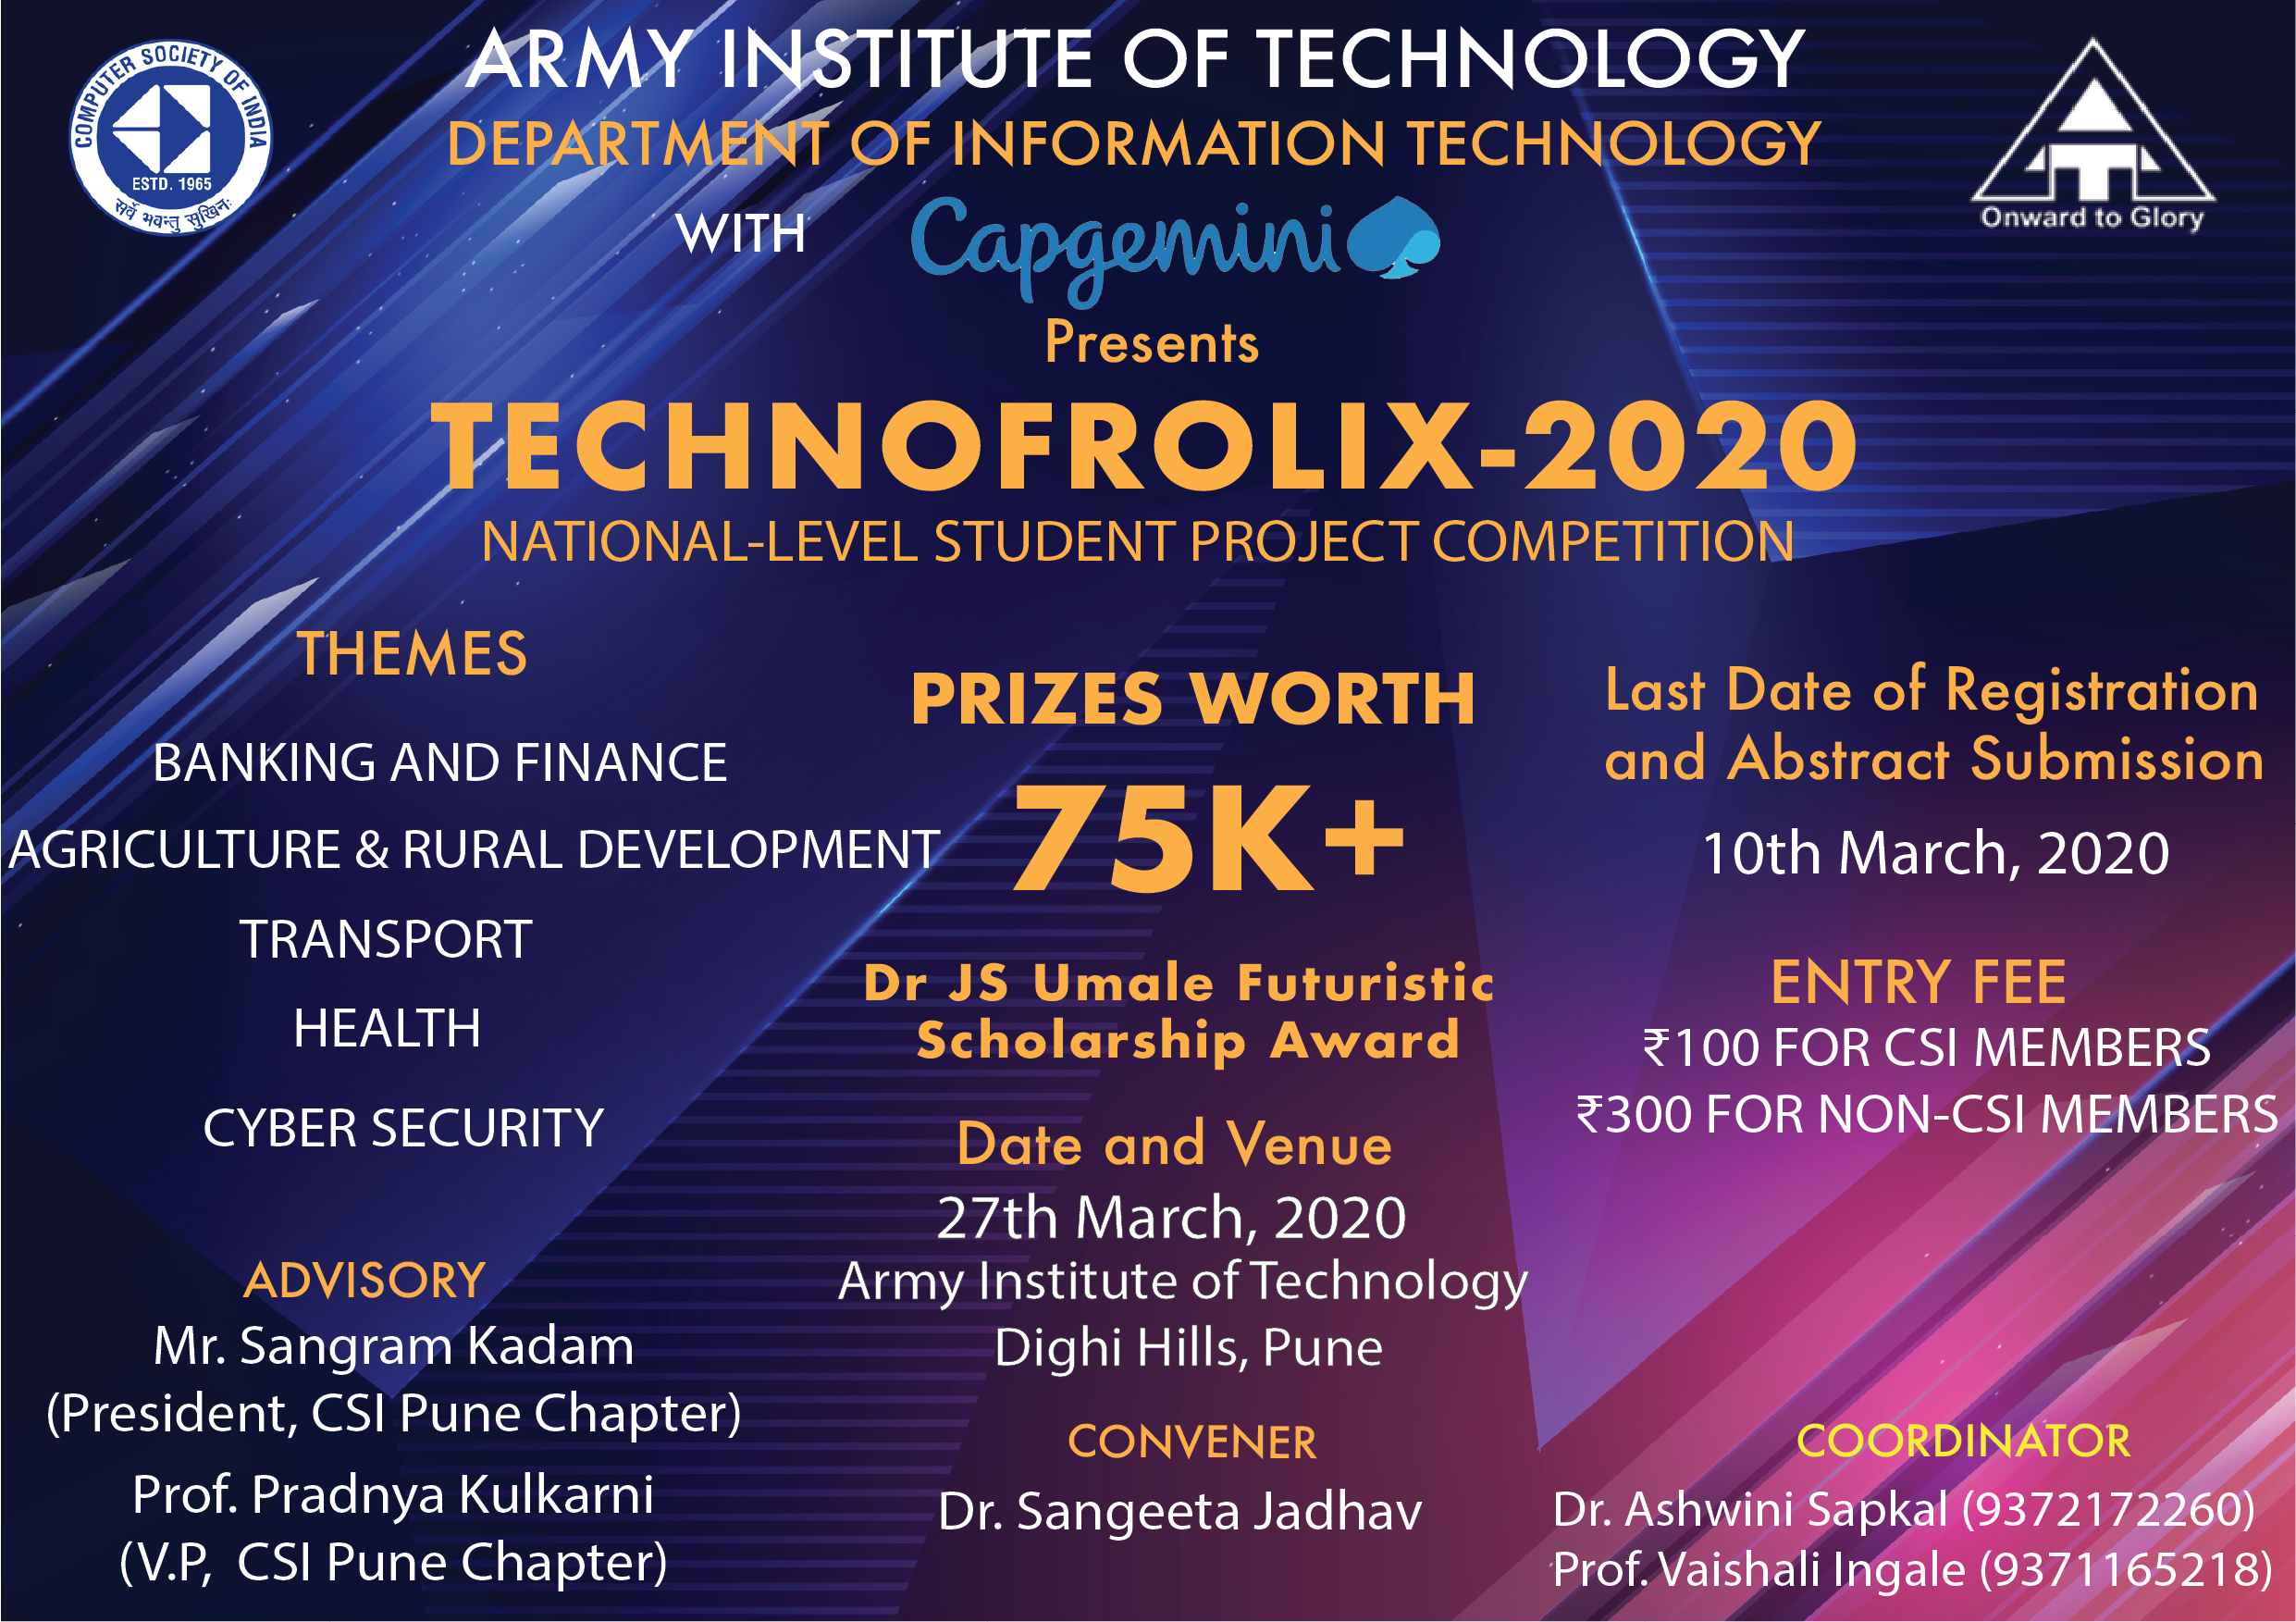 COMPUTER SOCIETY OF INDIA
ESTD. 1965
सर्वे भवन्तु सुखिनः
ARMY INSTITUTE OF TECHNOLOGY
DEPARTMENT OF INFORMATION TECHNOLOGY
WITH Capgemini
Onward to Glory
Presents
TECHNOFROLIX-2020
NATIONAL-LEVEL STUDENT PROJECT COMPETITION
THEMES
BANKING AND FINANCE
AGRICULTURE & RURAL DEVELOPMENT
TRANSPORT
HEALTH
CYBER SECURITY
ADVISORY
Mr. Sangram Kadam
(President, CSI Pune Chapter)
Prof. Pradnya Kulkarni
(V.P, CSI Pune Chapter)
PRIZES WORTH
75K+
Dr JS Umale Futuristic
Scholarship Award
Date and Venue
27th March, 2020
Army Institute of Technology
Dighi Hills, Pune
CONVENER
Dr. Sangeeta Jadhav
Last Date of Registration
and Abstract Submission
10th March, 2020
ENTRY FEE
₹100 FOR CSI MEMBERS
₹300 FOR NON-CSI MEMBERS
COORDINATOR
Dr. Ashwini Sapkal (9372172260)
Prof. Vaishali Ingale (9371165218)